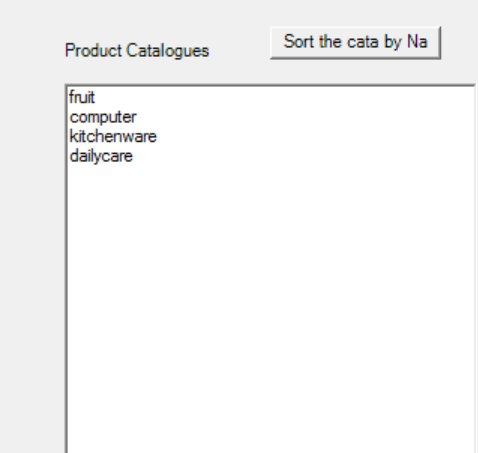 Product Catalogues
Sort the cata by Na
fruit
computer
kitchenware
dailycare